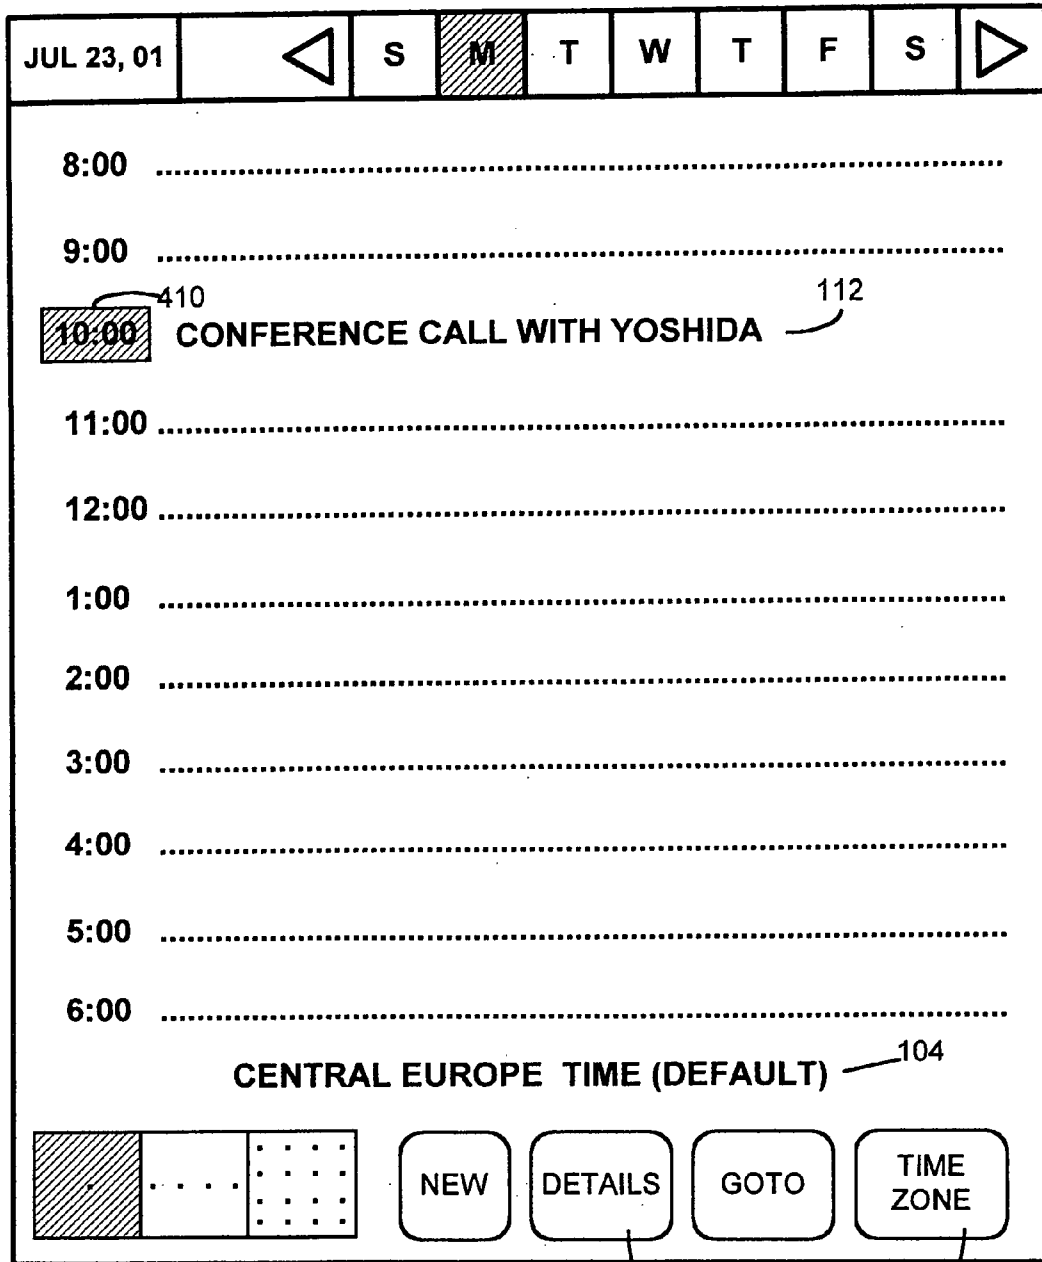 JUL 23, 01 S M T W T F S
8:00
9:00
410
112
10:00 CONFERENCE CALL WITH YOSHIDA
11:00
12:00
1:00
2:00
3:00
4:00
5:00
6:00
CENTRAL EUROPE TIME (DEFAULT)
104
NEW DETAILS GOTO TIME
ZONE